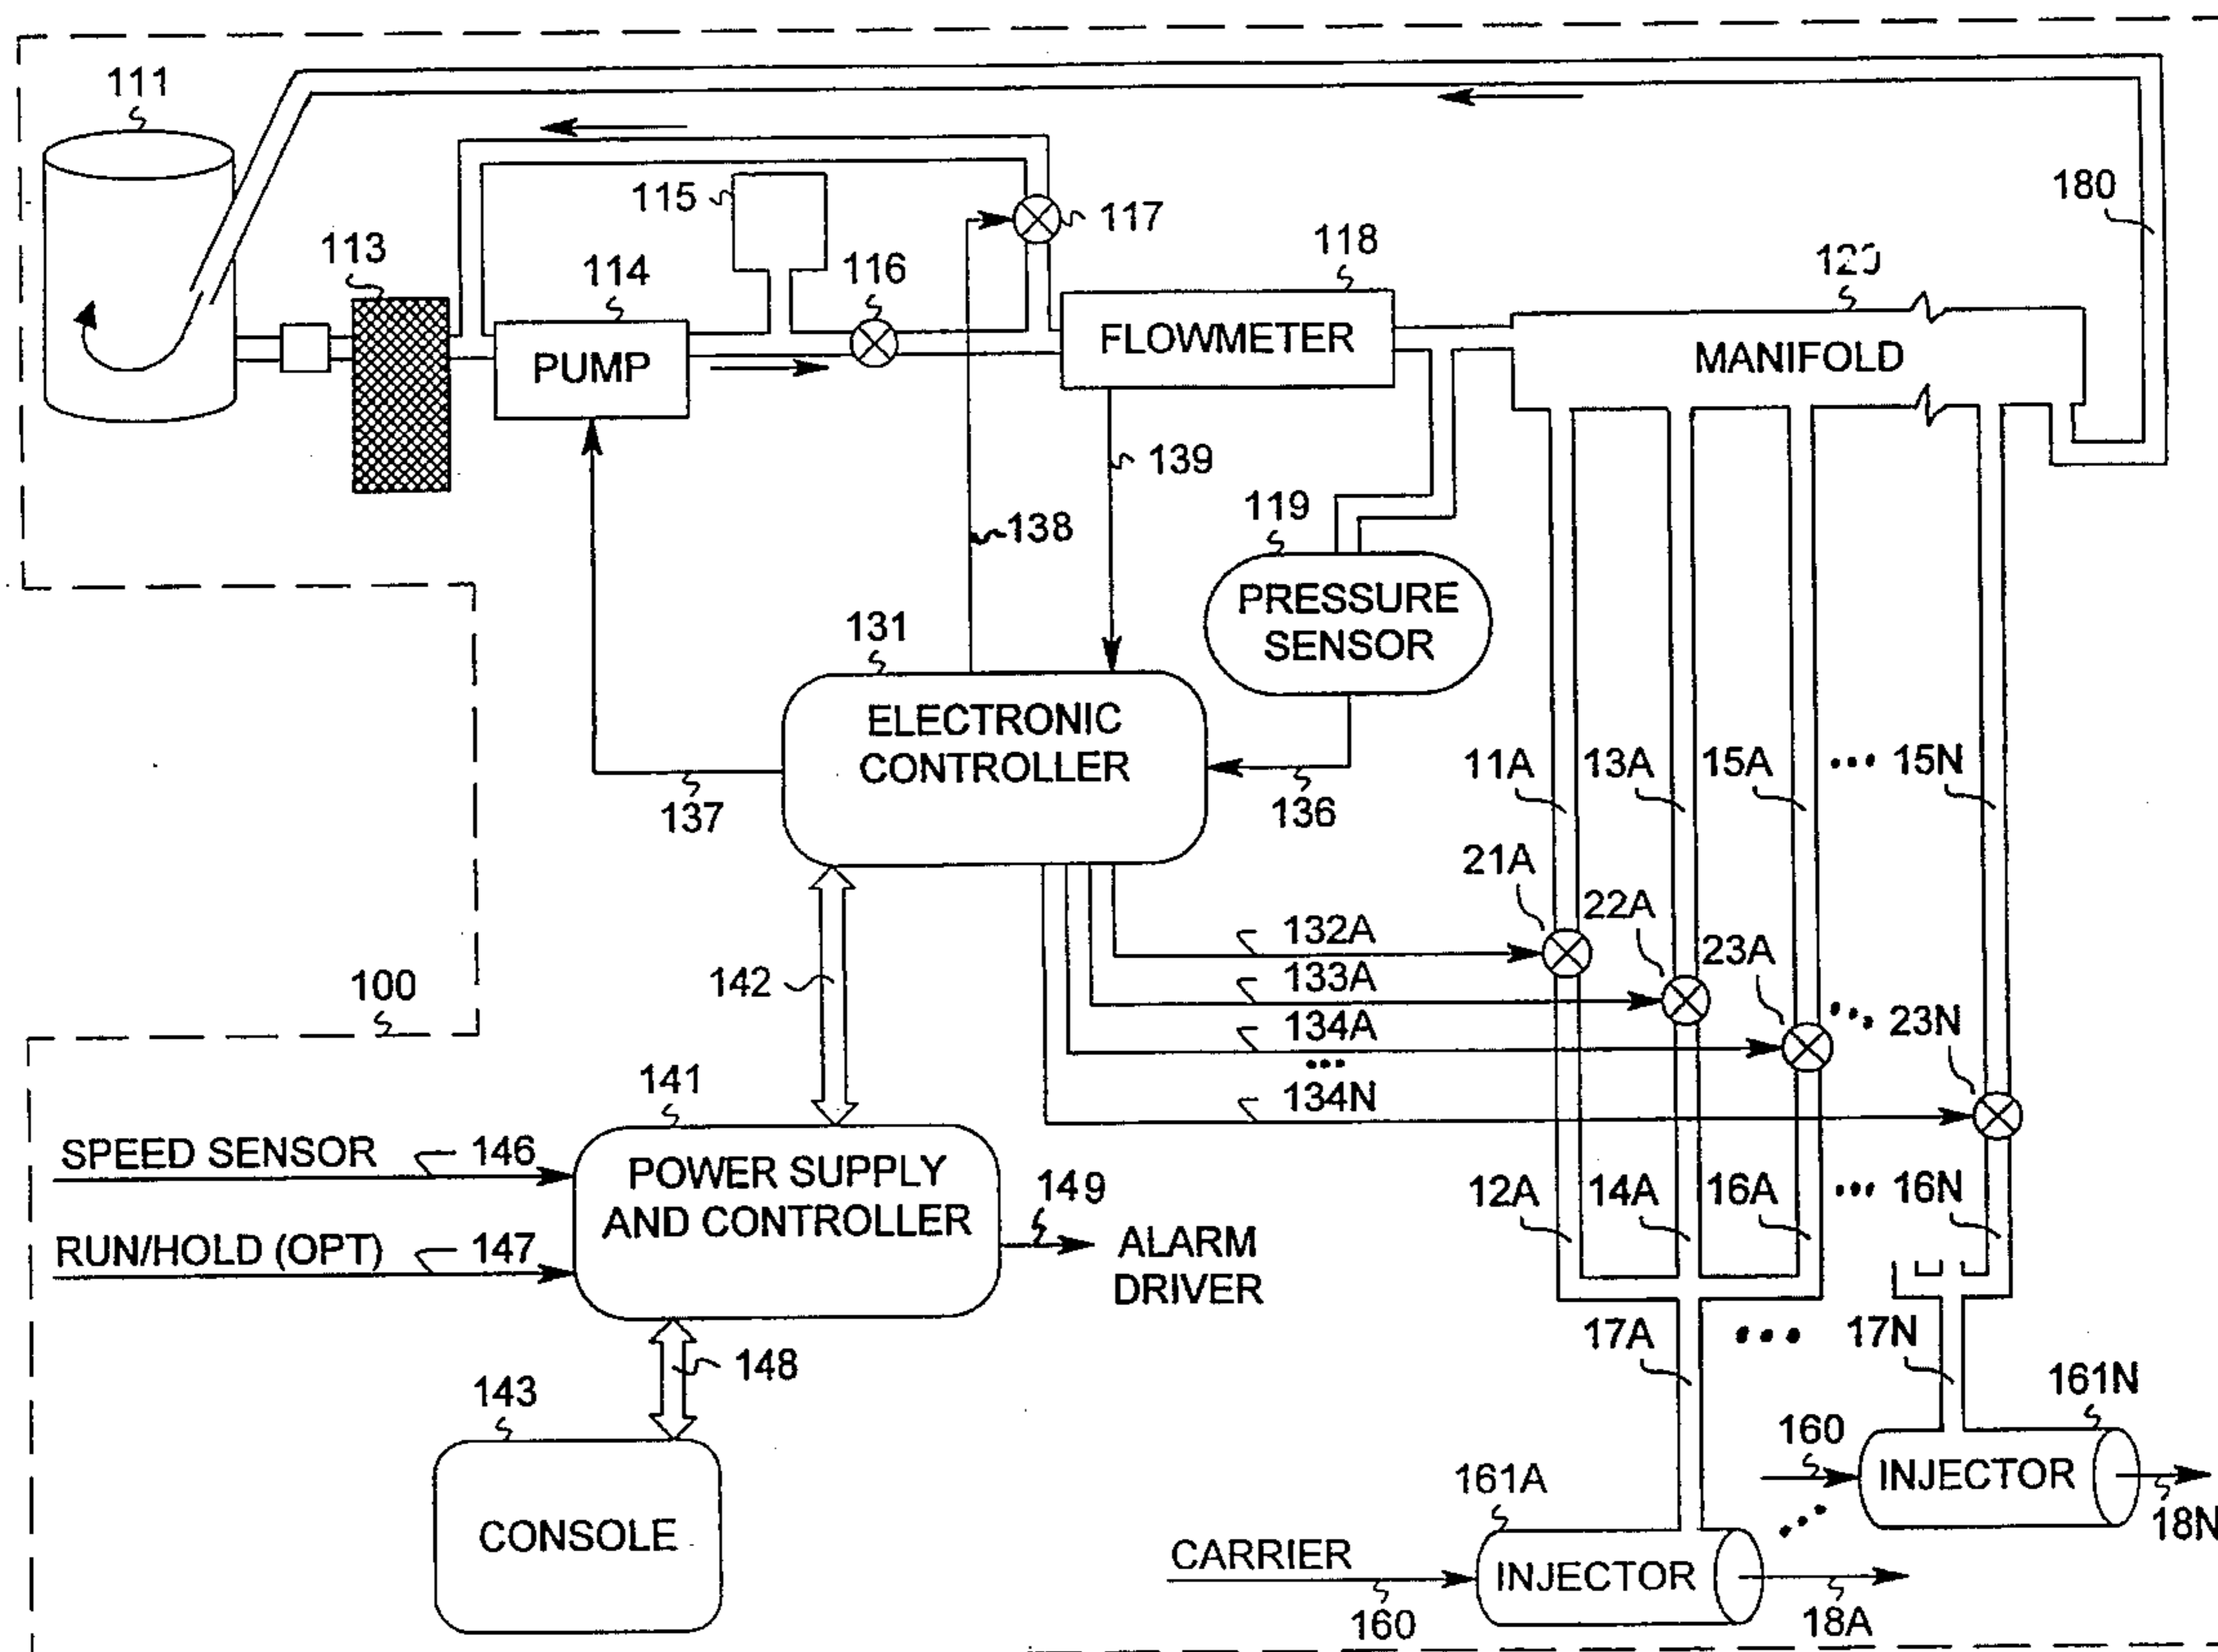 111
180
115
117
113
114
116
118
120
PUMP
FLOWMETER
MANIFOLD
139
138
119
PRESSURE
SENSOR
131
ELECTRONIC
CONTROLLER
137
136
11A
13A
15A
••• 15N
21A
22A
23A
••• 23N
132A
133A
134A
•••
134N
142
100
141
SPEED SENSOR 146
RUN/HOLD (OPT) 147
POWER SUPPLY
AND CONTROLLER
149
ALARM
DRIVER
12A
14A
16A
••• 16N
148
143
CONSOLE
17A
•••
17N
161N
160
INJECTOR
18N
161A
•••
CARRIER
160
INJECTOR
18A